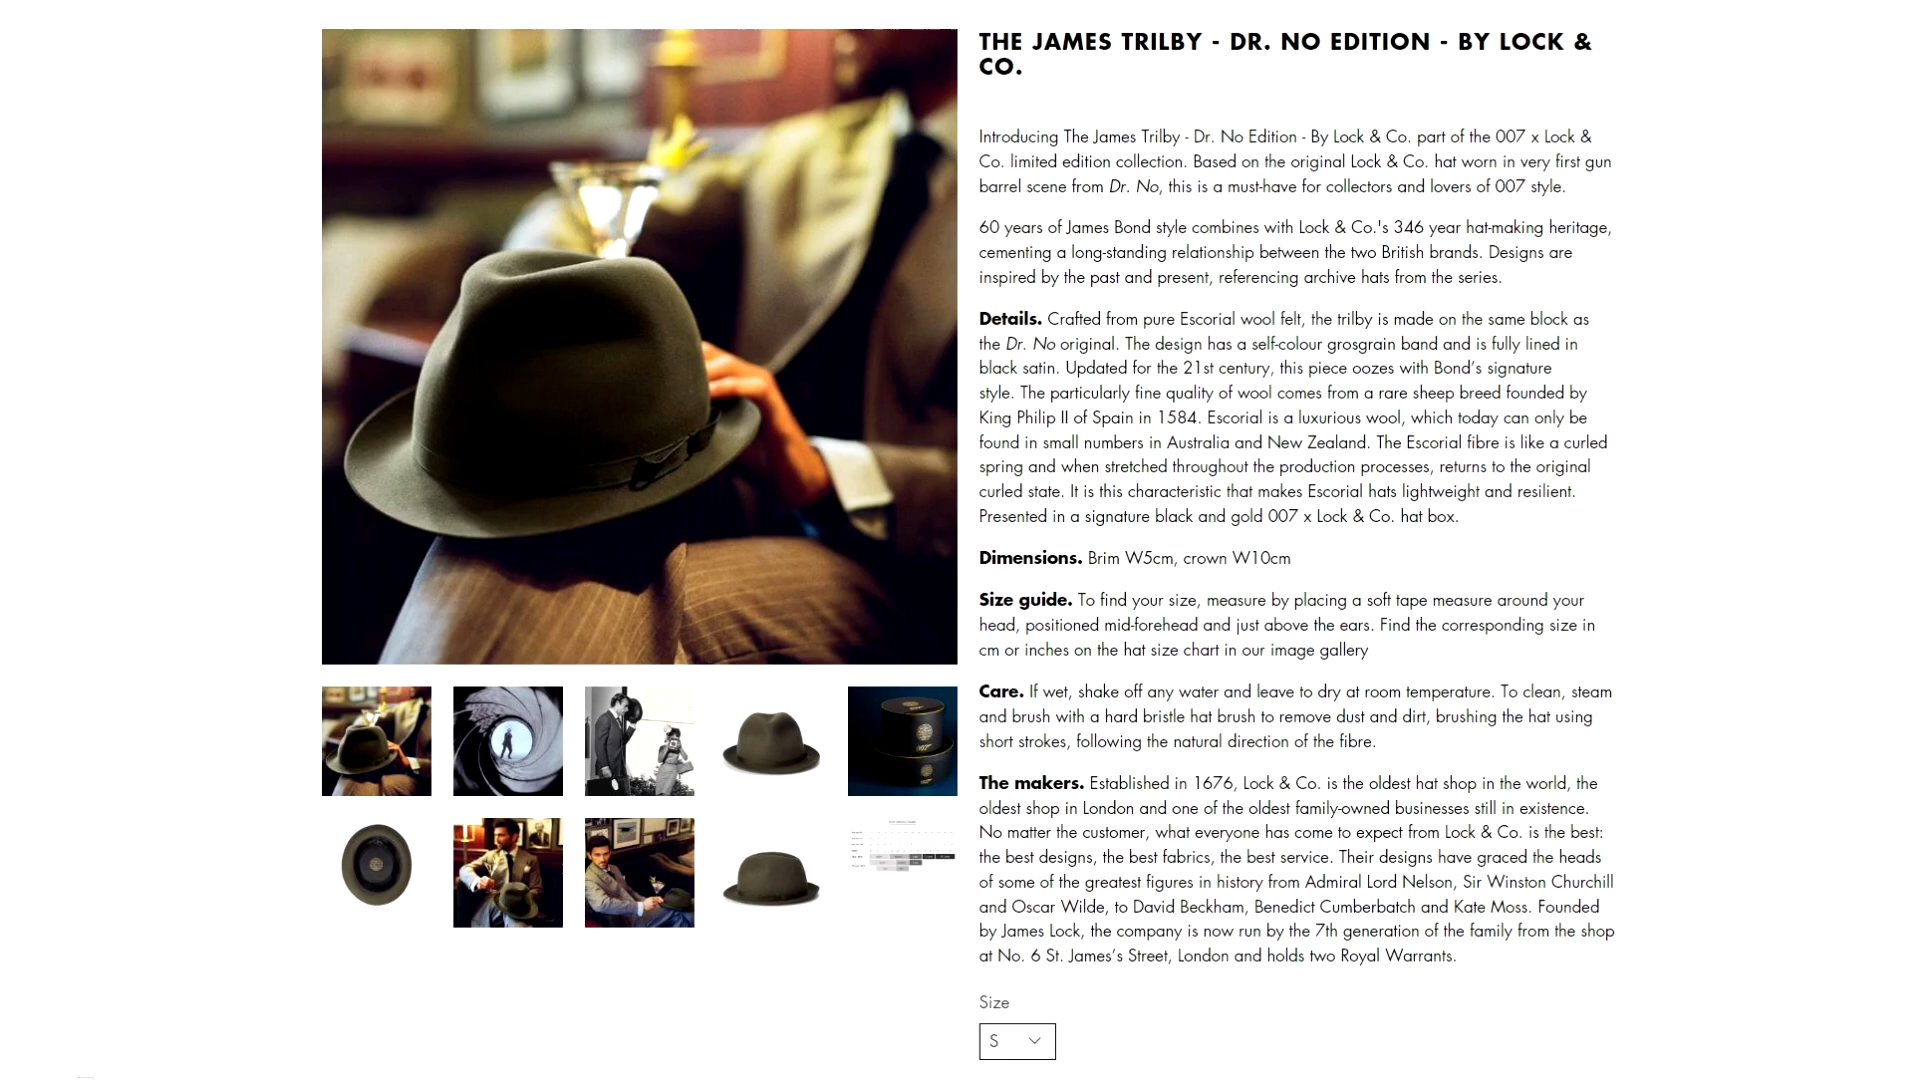 THE JAMES TRILBY - DR. NO EDITION - BY LOCK &
CO.
Introducing The James Trilby - Dr. No Edition - By Lock & Co. part of the 007 x Lock &
Co. limited edition collection. Based on the original Lock & Co. hat worn in very first gun
barrel scene from Dr. No, this is a must-have for collectors and lovers of 007 style.
60 years of James Bond style combines with Lock & Co.'s 346 year hat-making heritage,
cementing a long-standing relationship between the two British brands. Designs are
inspired by the past and present, referencing archive hats from the series.
Details. Crafted from pure Escorial wool felt, the trilby is made on the same block as
the Dr. No original. The design has a self-colour grosgrain band and is fully lined in
black satin. Updated for the 21st century, this piece oozes with Bond’s signature
style. The particularly fine quality of wool comes from a rare sheep breed founded by
King Philip II of Spain in 1584. Escorial is a luxurious wool, which today can only be
found in small numbers in Australia and New Zealand. The Escorial fibre is like a curled
spring and when stretched throughout the production processes, returns to the original
curled state. It is this characteristic that makes Escorial hats lightweight and resilient.
Presented in a signature black and gold 007 x Lock & Co. hat box.
Dimensions. Brim W5cm, crown W10cm
Size guide. To find your size, measure by placing a soft tape measure around your
head, positioned mid-forehead and just above the ears. Find the corresponding size in
cm or inches on the hat size chart in our image gallery
Care. If wet, shake off any water and leave to dry at room temperature. To clean, steam
and brush with a hard bristle hat brush to remove dust and dirt, brushing the hat using
short strokes, following the natural direction of the fibre.
The makers. Established in 1676, Lock & Co. is the oldest hat shop in the world, the
oldest shop in London and one of the oldest family-owned businesses still in existence.
No matter the customer, what everyone has come to expect from Lock & Co. is the best:
the best designs, the best fabrics, the best service. Their designs have graced the heads
of some of the greatest figures in history from Admiral Lord Nelson, Sir Winston Churchill
and Oscar Wilde, to David Beckham, Benedict Cumberbatch and Kate Moss. Founded
by James Lock, the company is now run by the 7th generation of the family from the shop
at No. 6 St. James’s Street, London and holds two Royal Warrants.
Size
S